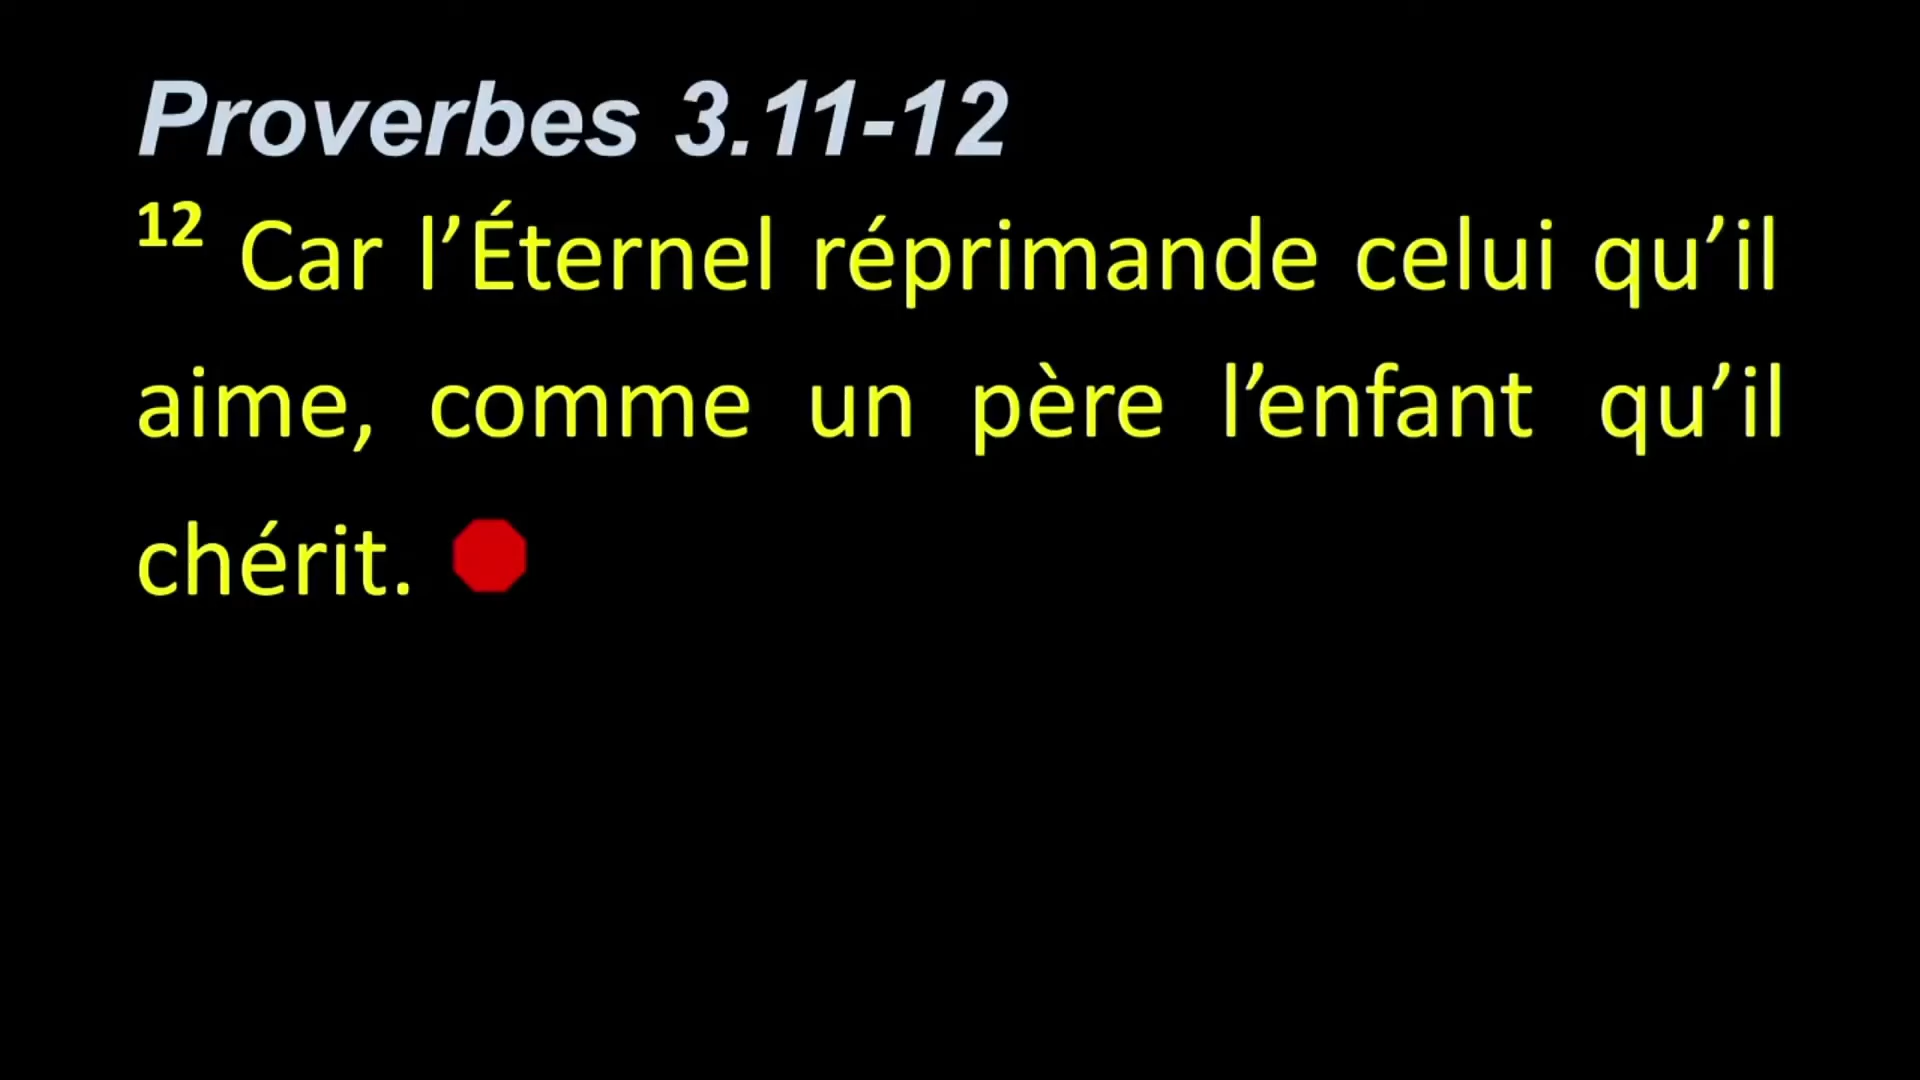 Proverbes 3.11-12
12 Car l’Éternel réprimande celui qu’il
aime, comme un père l’enfant qu’il
chérit.